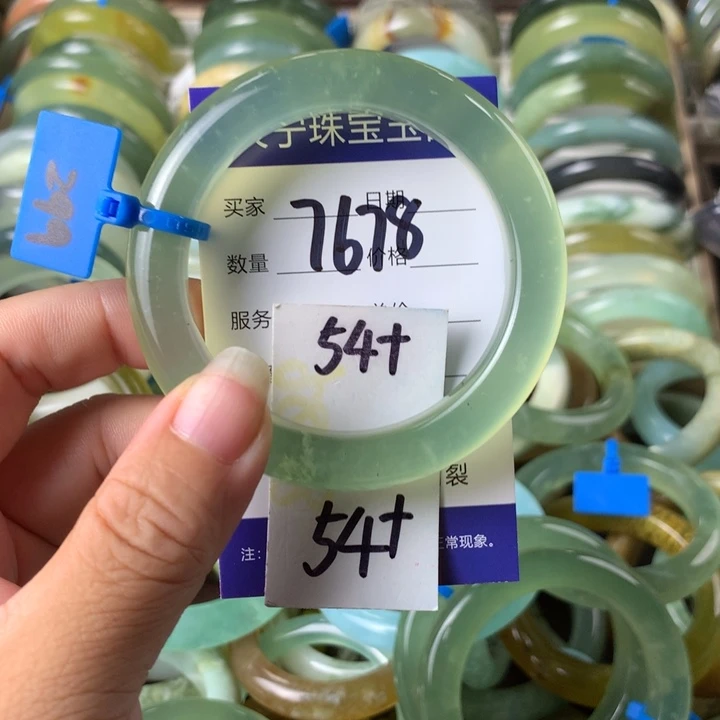 宁珠宝玉
买家 日期
7678
数量 价格
服务
54+
裂
54+
注: 正常现象。